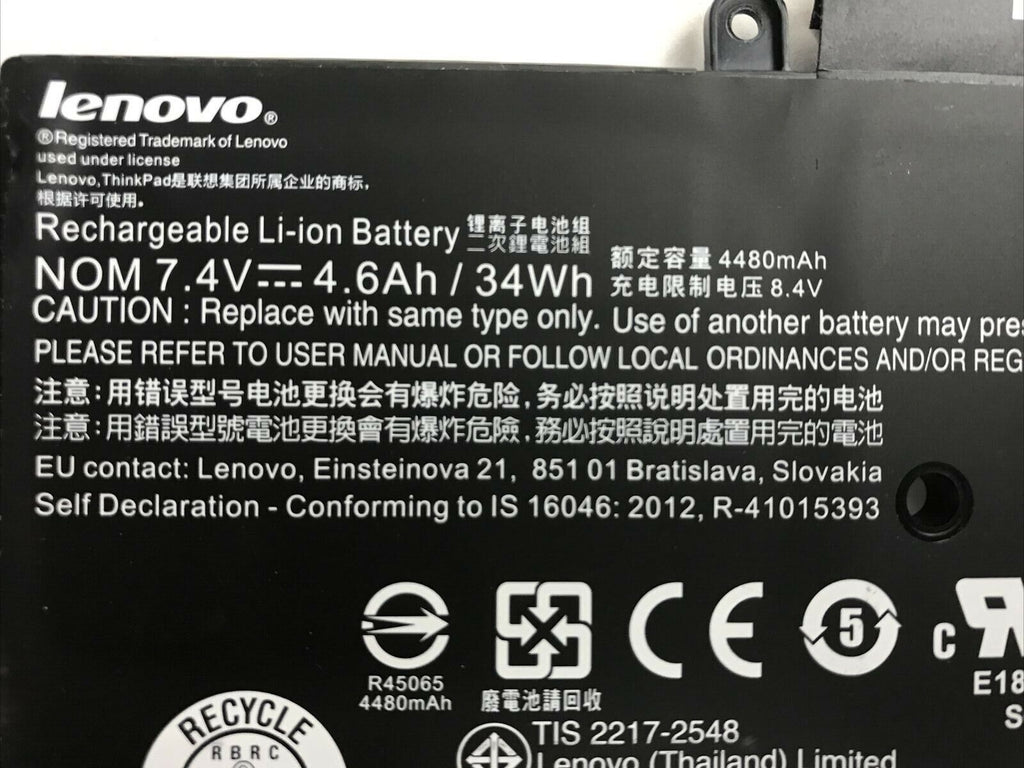 lenovo®
®Registered Trademark of Lenovo
used under license
Lenovo,ThinkPad是联想集团所属企业的商标，
根据许可使用。
Rechargeable Li-ion Battery 锂离子电池组
二次鋰電池組
NOM 7.4V⎓ 4.6Ah / 34Wh 额定容量 4480mAh
充电限制电压 8.4V
CAUTION : Replace with same type only. Use of another battery may
PLEASE REFER TO USER MANUAL OR FOLLOW LOCAL ORDINANCES AND/OR
注意:用错误型号电池更换会有爆炸危险,务必按照说明处置用完的电池
注意:用錯誤型號電池更換會有爆炸危險,務必按照說明處置用完的電池
EU contact: Lenovo, Einsteinova 21, 851 01 Bratislava, Slovakia
Self Declaration - Conforming to IS 16046: 2012, R-41015393
CE 5 C
R45065
4480mAh 廢電池請回收
RECYCLE
RBRC
TIS 2217-2548
Lenovo (Thailand) Limited